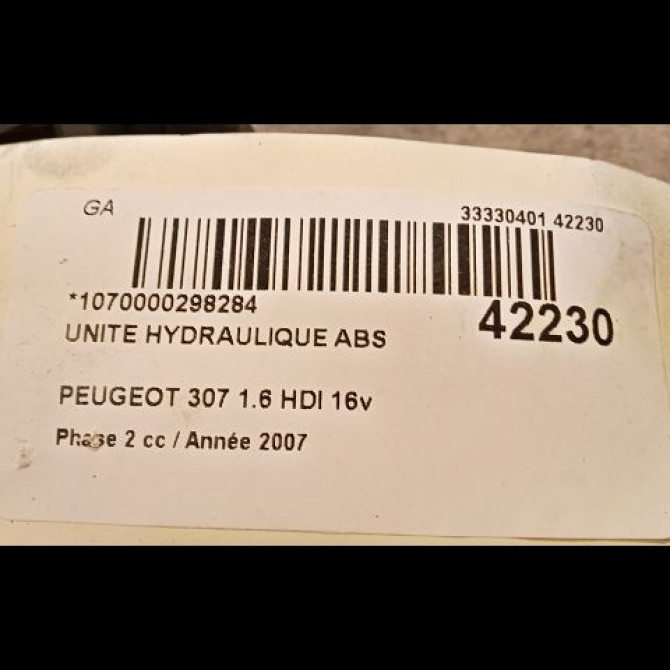 GA 33330401 42230
*1070000298284 42230
UNITE HYDRAULIQUE ABS
PEUGEOT 307 1.6 HDI 16v
Phase 2 cc / Année 2007